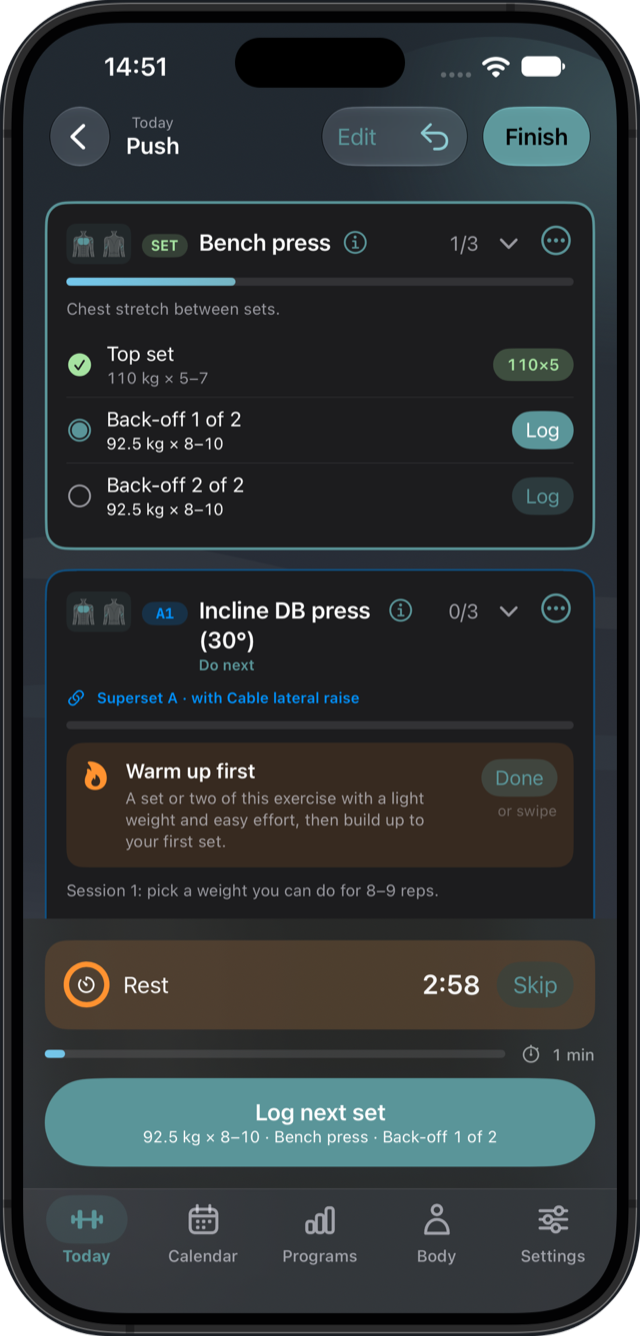 14:51
Today
Push
Edit
Finish
SET
Bench press
1/3
Chest stretch between sets.
Top set
110 kg × 5–7
110×5
Back-off 1 of 2
92.5 kg × 8–10
Log
Back-off 2 of 2
92.5 kg × 8–10
Log
A1
Incline DB press
(30°)
0/3
Do next
Superset A · with Cable lateral raise
Warm up first
Done
A set or two of this exercise with a light
or swipe
weight and easy effort, then build up to
your first set.
Session 1: pick a weight you can do for 8–9 reps.
Rest
2:58
Skip
1 min
Log next set
92.5 kg × 8–10 · Bench press · Back-off 1 of 2
Today
Calendar
Programs
Body
Settings